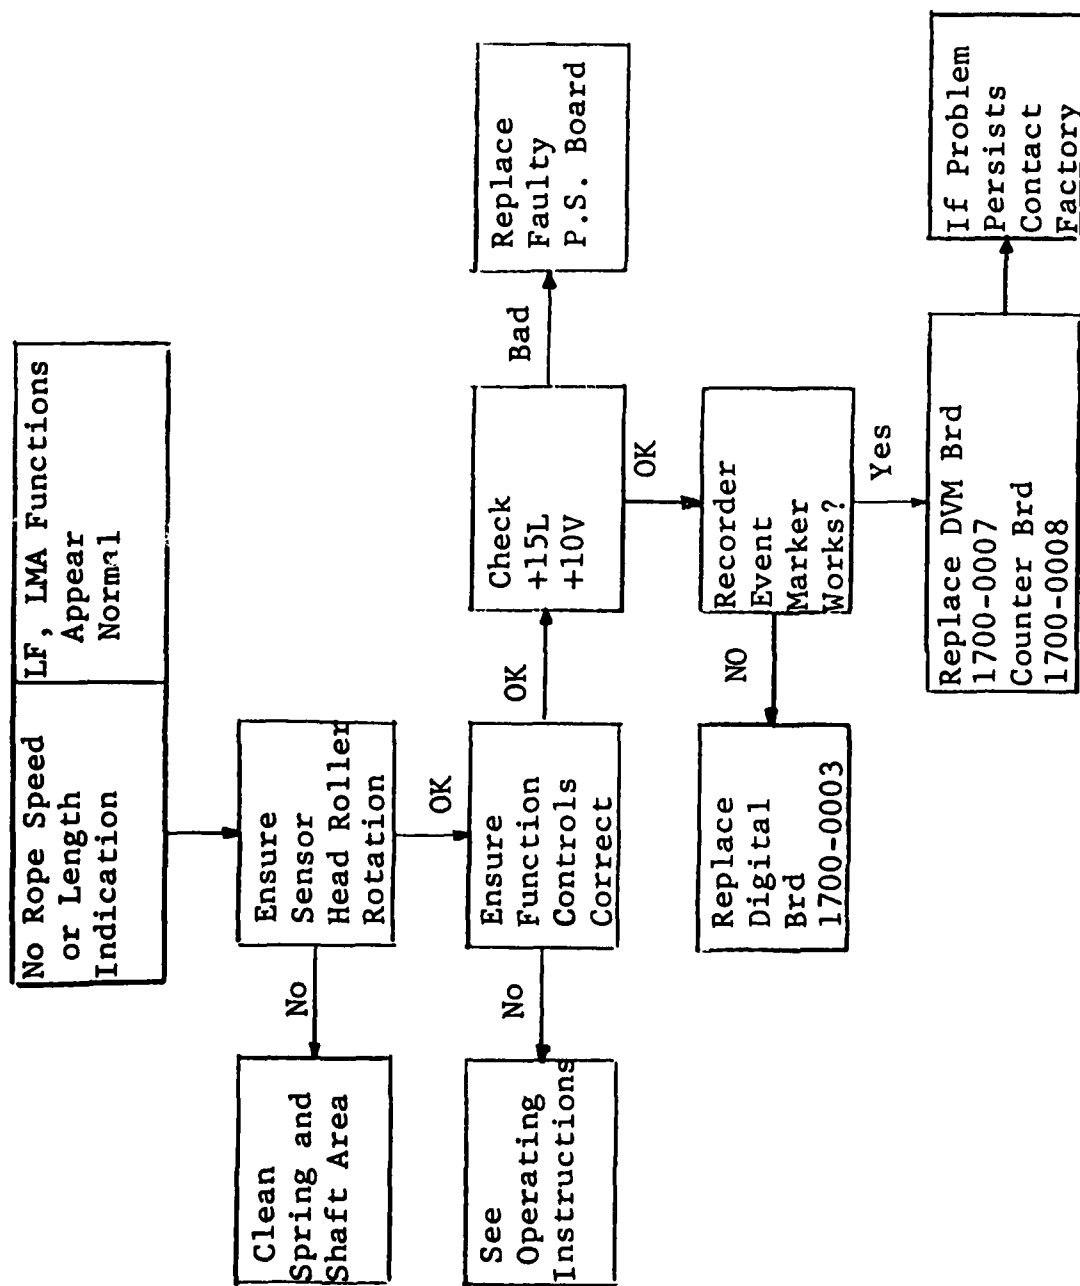 No Rope Speed
or Length
Indication
LF, LMA Functions
Appear
Normal
Ensure
Sensor
Head Roller
Rotation
No
Clean
Spring and
Shaft Area
OK
Ensure
Function
Controls
Correct
No
See
Operating
Instructions
OK
Check
+15L
+10V
Bad
Replace
Faulty
P.S. Board
OK
Recorder
Event
Marker
Works?
NO
Replace
Digital
Brd
1700-0003
Yes
Replace DVM Brd
1700-0007
Counter Brd
1700-0008
If Problem
Persists
Contact
Factory